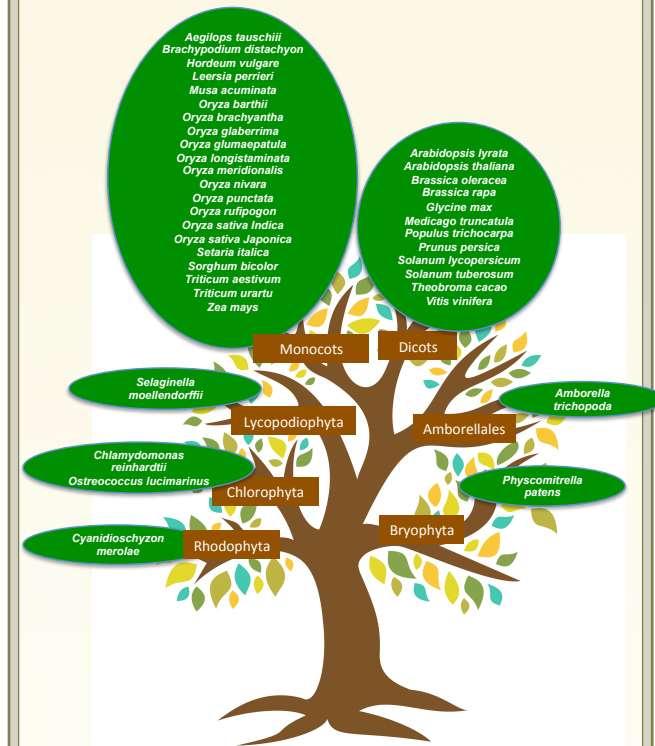 Aegilops tauschiii
Brachypodium distachyon
Hordeum vulgare
Leersia perrieri
Musa acuminata
Oryza barthii
Oryza brachyantha
Oryza glaberrima
Oryza glumaepatula
Oryza longistaminata
Oryza meridionalis
Oryza nivara
Oryza punctata
Oryza rufipogon
Oryza sativa Indica
Oryza sativa Japonica
Setaria italica
Sorghum bicolor
Triticum aestivum
Triticum urartu
Zea mays
Arabidopsis lyrata
Arabidopsis thaliana
Brassica oleracea
Brassica rapa
Glycine max
Medicago truncatula
Populus trichocarpa
Prunus persica
Solanum lycopersicum
Solanum tuberosum
Theobroma cacao
Vitis vinifera
Monocots
Dicots
Selaginella
moellendorffii
Lycopodiophyta
Amborella
trichopoda
Amborellales
Chlamydomonas
reinhardtii
Ostreococcus lucimarinus
Chlorophyta
Physcomitrella
patens
Bryophyta
Cyanidioschyzon
merolae
Rhodophyta